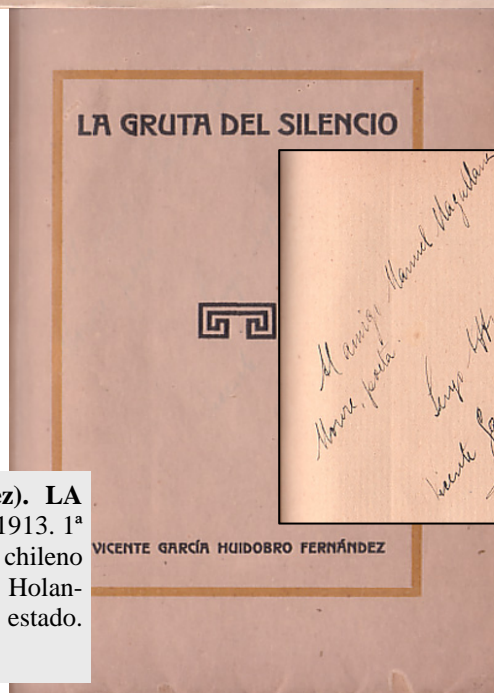 LA GRUTA DEL SILENCIO
Al amigo Manuel Magallanes
Moure, poeta.
Vicente
VICENTE GARCÍA HUIDOBRO FERNÁNDEZ
ez). LA
1913. 1ª
chileno
Holan-
estado.